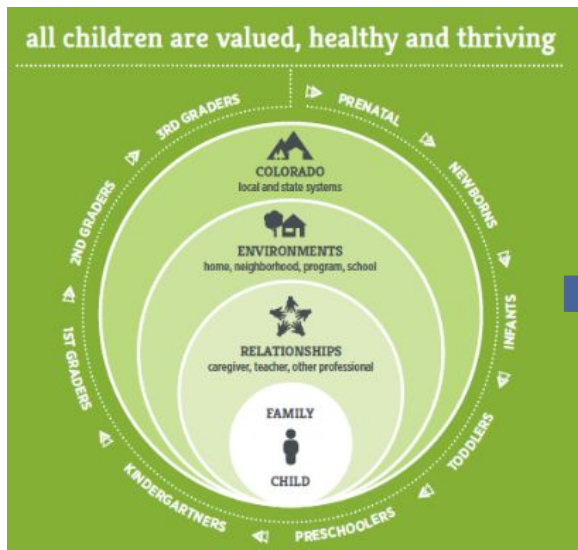 all children are valued, healthy and thriving
PRENATAL
NEWBORNS
INFANTS
TODDLERS
PRESCHOOLERS
KINDERGARTNERS
1ST GRADERS
2ND GRADERS
3RD GRADERS
COLORADO
local and state systems
ENVIRONMENTS
home, neighborhood, program, school
RELATIONSHIPS
caregiver, teacher, other professional
FAMILY
CHILD